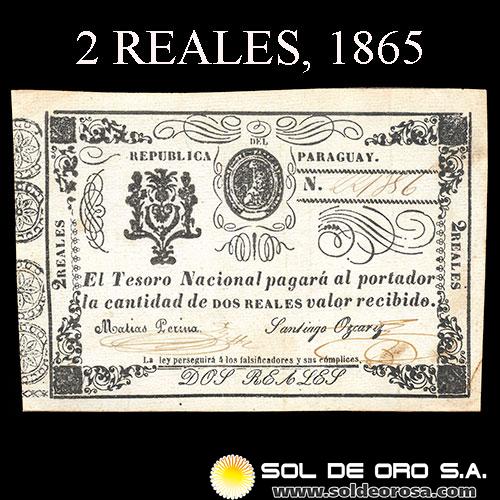 2 REALES, 1865
DEL
REPUBLICA PARAGUAY.
N.
2 REALES
2 REALES
El Tesoro Nacional pagará al portador
la cantidad de DOS REALES valor recibido.
Matias Perina. Santiago Ozcariz
La ley perseguirá á los falsificadores y sus cómplices.
DOS REALES
SOL DE ORO S.A.
www.soldeorosa.com